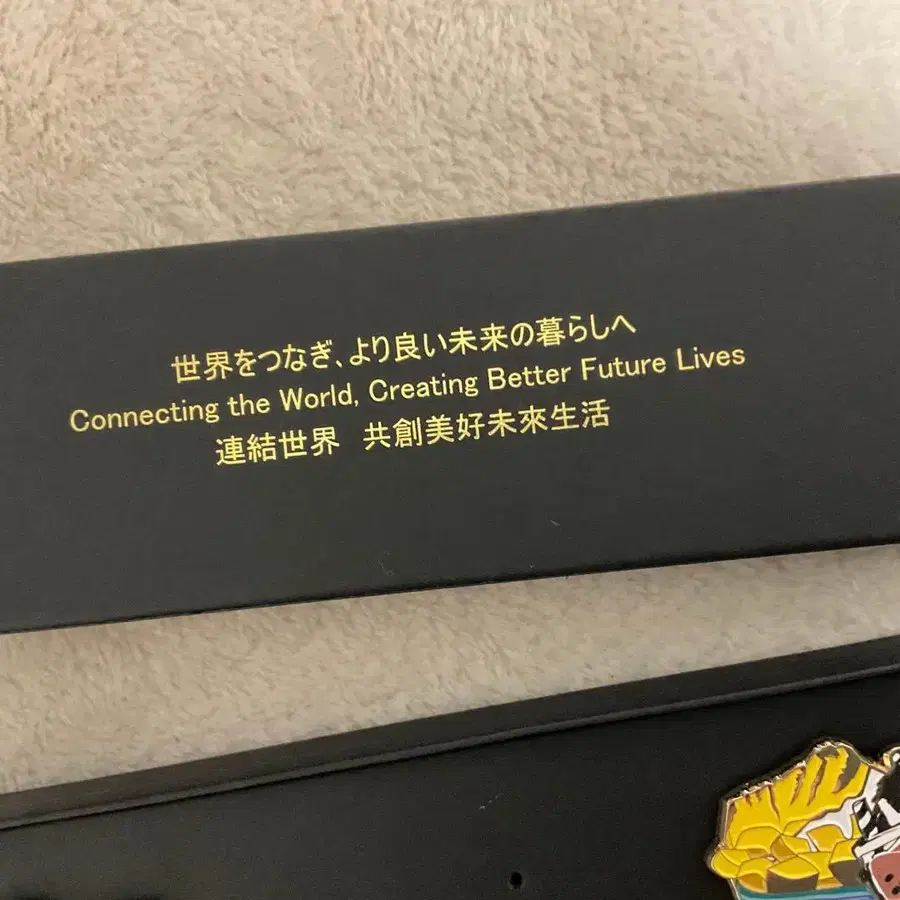 世界をつなぎ、より良い未来の暮らしへ
Connecting the World, Creating Better Future Lives
連結世界　共創美好未來生活